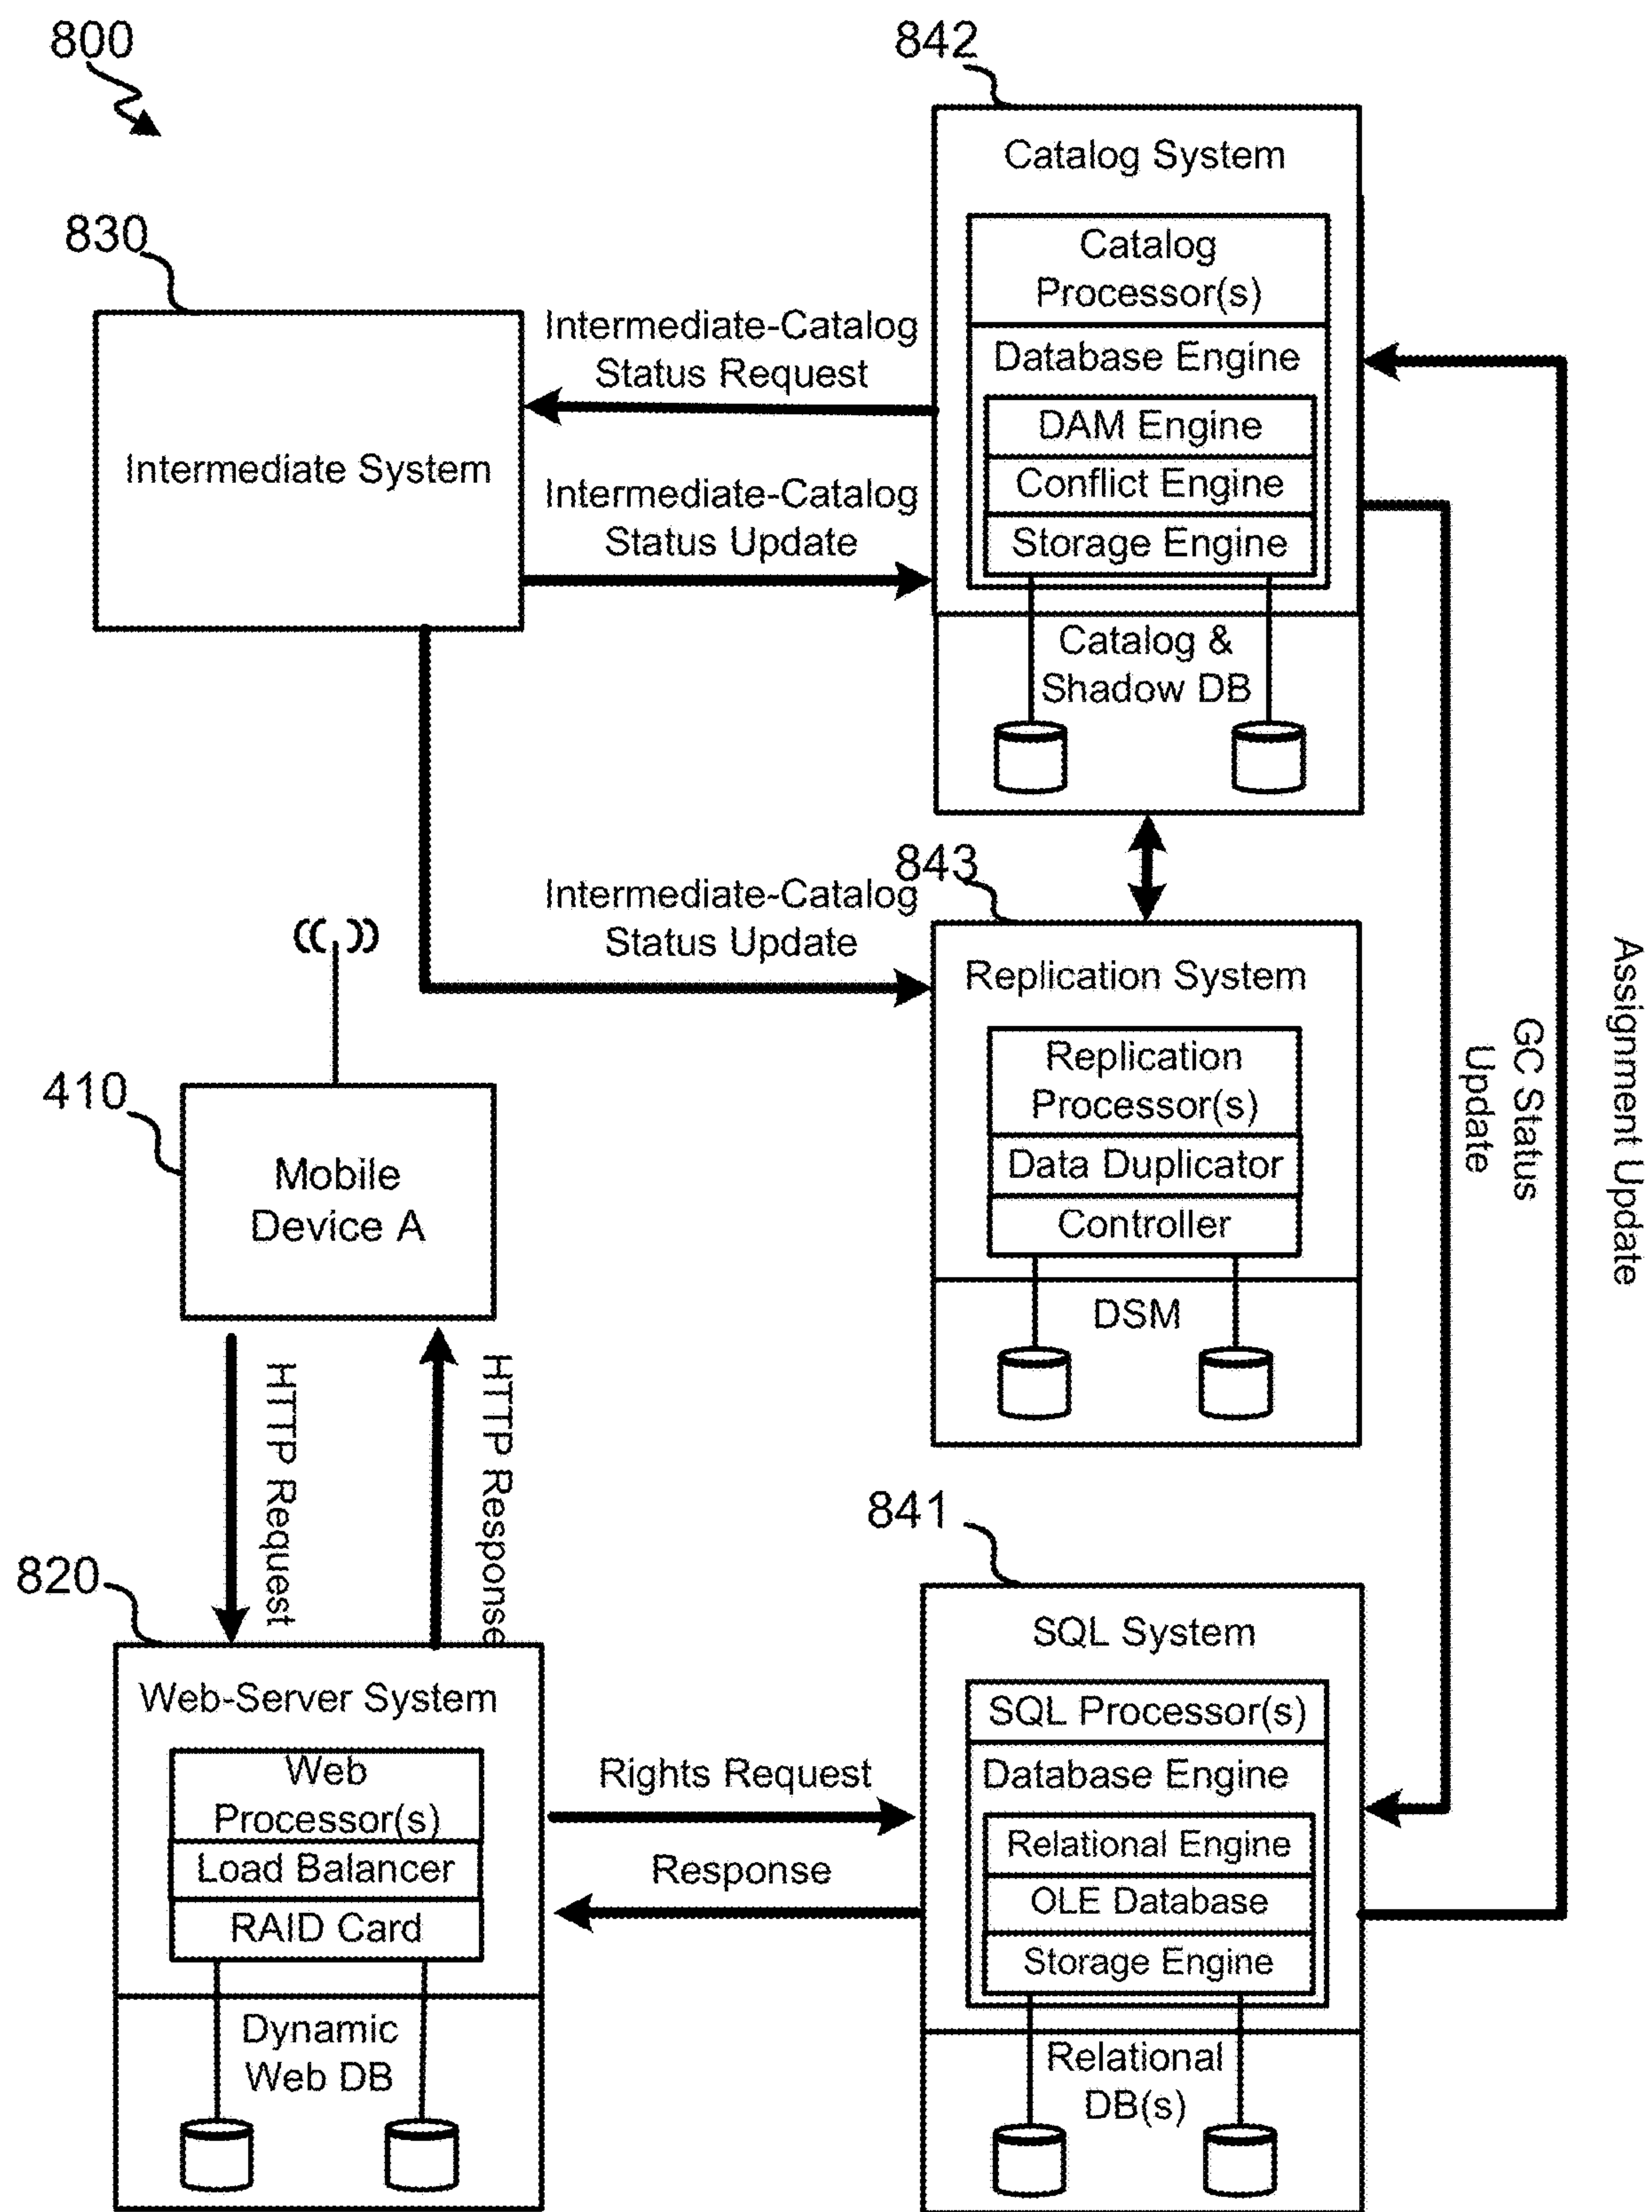 800
842
Catalog System
Catalog
Processor(s)
Database Engine
DAM Engine
Conflict Engine
Storage Engine
Catalog &
Shadow DB
830
Intermediate System
Intermediate-Catalog
Status Request
Intermediate-Catalog
Status Update
Intermediate-Catalog
Status Update
843
Replication System
Replication
Processor(s)
Data Duplicator
Controller
DSM
GC Status
Update
Assignment Update
((  ))
410
Mobile
Device A
HTTP Request
HTTP Response
820
Web-Server System
Web
Processor(s)
Load Balancer
RAID Card
Dynamic
Web DB
Rights Request
Response
841
SQL System
SQL Processor(s)
Database Engine
Relational Engine
OLE Database
Storage Engine
Relational
DB(s)